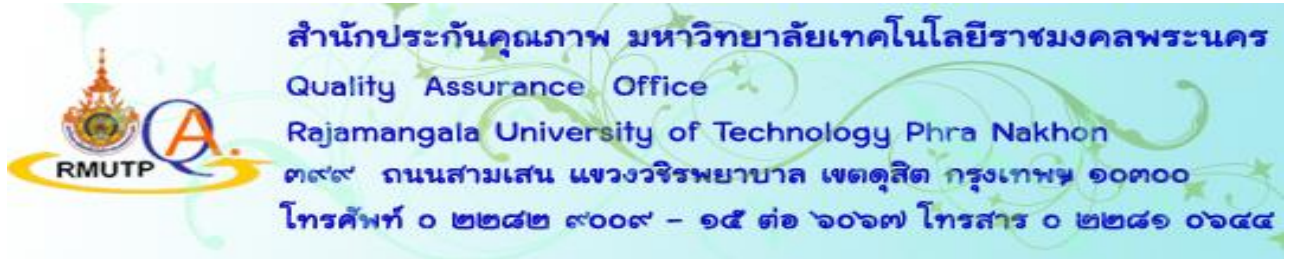 สำนักประกันคุณภาพ มหาวิทยาลัยเทคโนโลยีราชมงคลพระนคร
Quality Assurance Office
Rajamangala University of Technology Phra Nakhon
๓๙๙ ถนนสามเสน แขวงวชิรพยาบาล เขตดุสิต กรุงเทพฯ ๑๐๓๐๐
โทรศัพท์ ๐ ๒๒๘๒ ๙๐๐๙ - ๑๕ ต่อ ๖๐๖๗ โทรสาร ๐ ๒๒๘๑ ๐๖๔๔
QA.
RMUTP